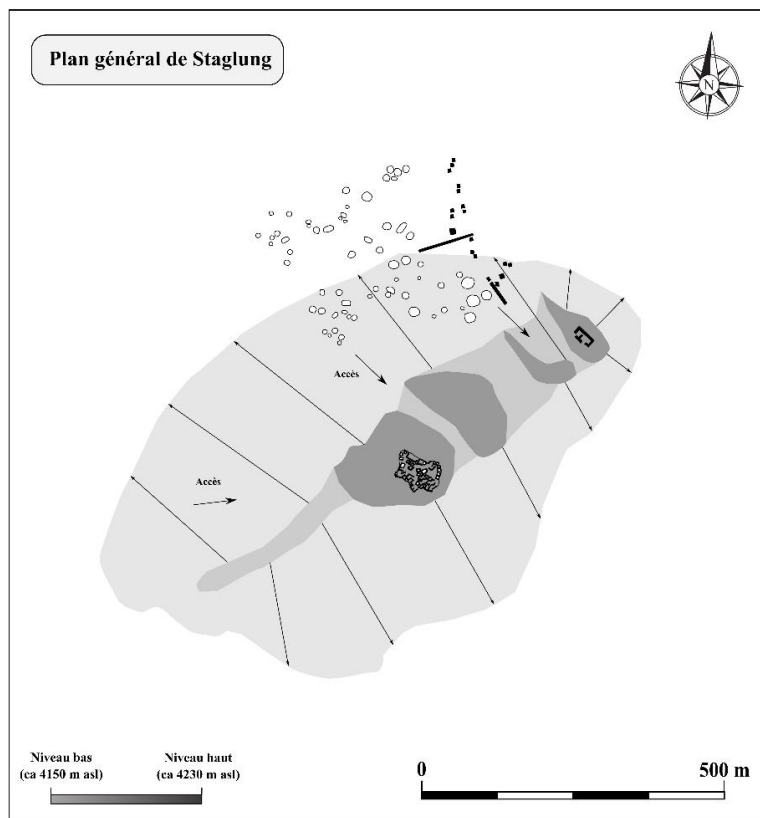 Plan général de Staglung
N
Accès
Accès
Niveau bas
(ca 4150 m asl)
Niveau haut
(ca 4230 m asl)
0
500 m